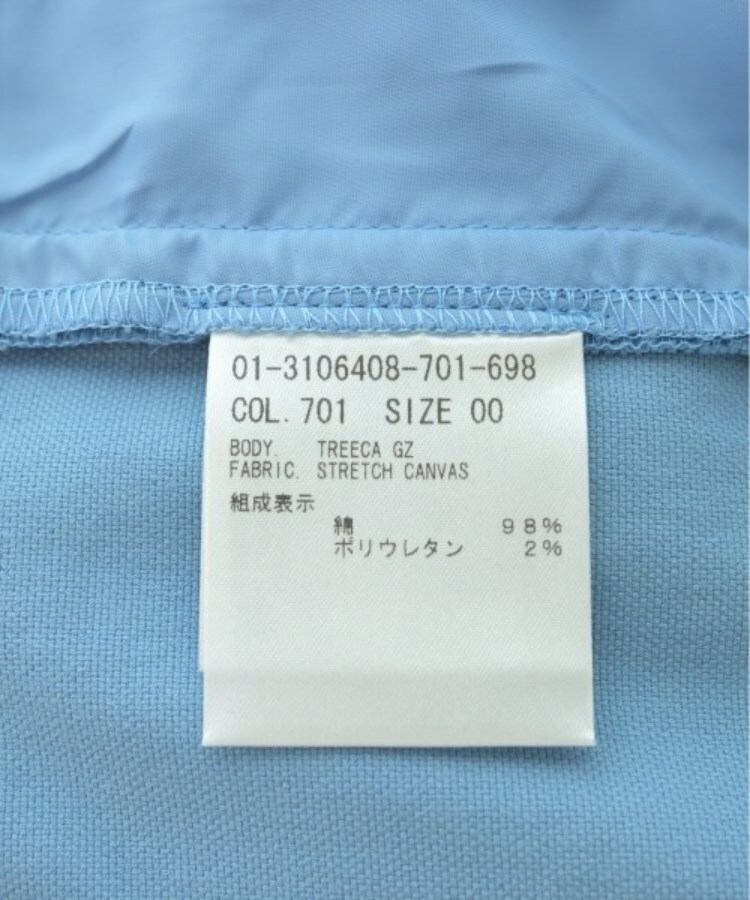 01-3106408-701-698
COL. 701 SIZE 00
BODY. TREECA GZ
FABRIC. STRETCH CANVAS
組成表示
綿 98%
ポリウレタン 2%